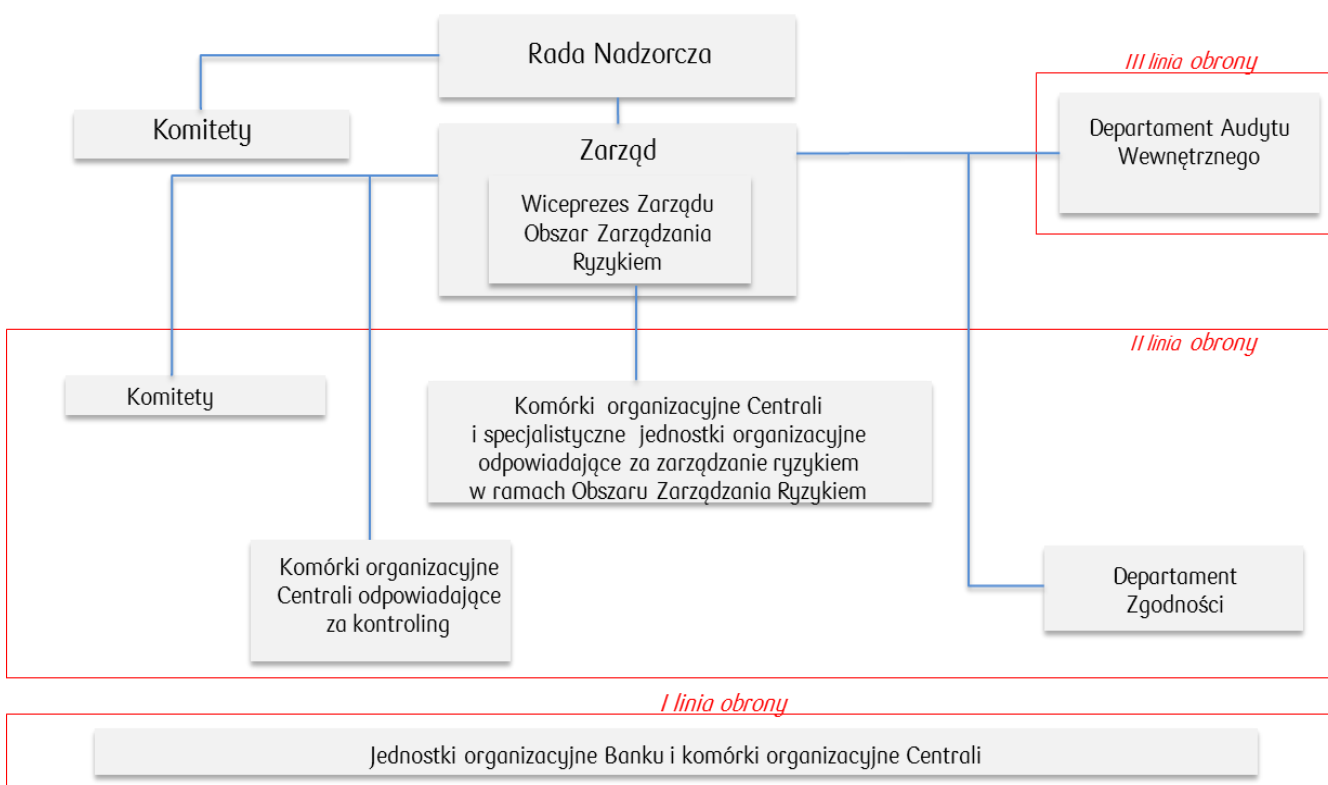 Rada Nadzorcza
III linia obrony
Komitety
Departament Audytu
Wewnętrznego
Zarząd
Wiceprezes Zarządu
Obszar Zarządzania
Ryzykiem
II linia obrony
Komitety
Komórki organizacyjne Centrali
i specjalistyczne jednostki organizacyjne
odpowiadające za zarządzanie ryzykiem
w ramach Obszaru Zarządzania Ryzykiem
Komórki organizacyjne
Centrali odpowiadające
za kontroling
Departament
Zgodności
I linia obrony
Jednostki organizacyjne Banku i komórki organizacyjne Centrali